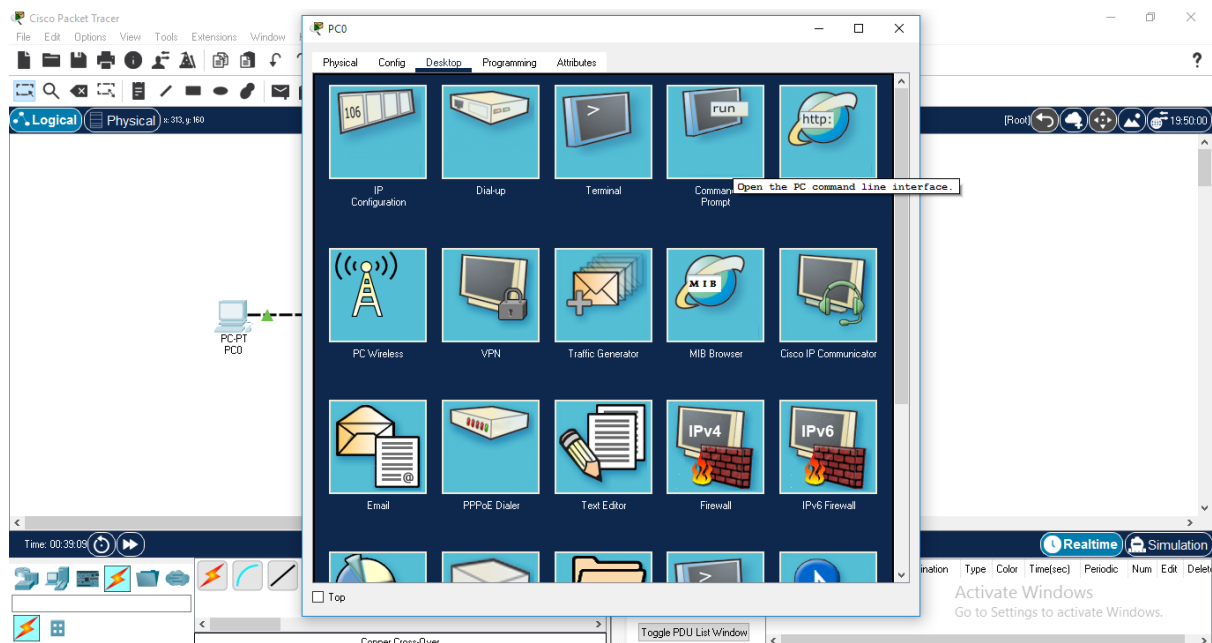 Cisco Packet Tracer
File Edit Options View Tools Extensions Window
PC0
Physical Config Desktop Programming Attributes
?
Logical
Physical
x: 313, y: 160
[Root]
19:50:00
106
>
run
http:
IP
Configuration
Dial-up
Terminal
Command
Prompt
Open the PC command line interface.
MIB
PC Wireless
VPN
Traffic Generator
MIB Browser
Cisco IP Communicator
PC-PT
PC0
@
IPv4
IPv6
Email
PPPoE Dialer
Text Editor
Firewall
IPv6 Firewall
>
Time: 00:39:09
Realtime
Simulation
Type Color Time(sec) Periodic Num Edit
Activate Windows
Go to Settings to activate Windows.
Top
Toggle PDU List Window
Copper Cross-Over